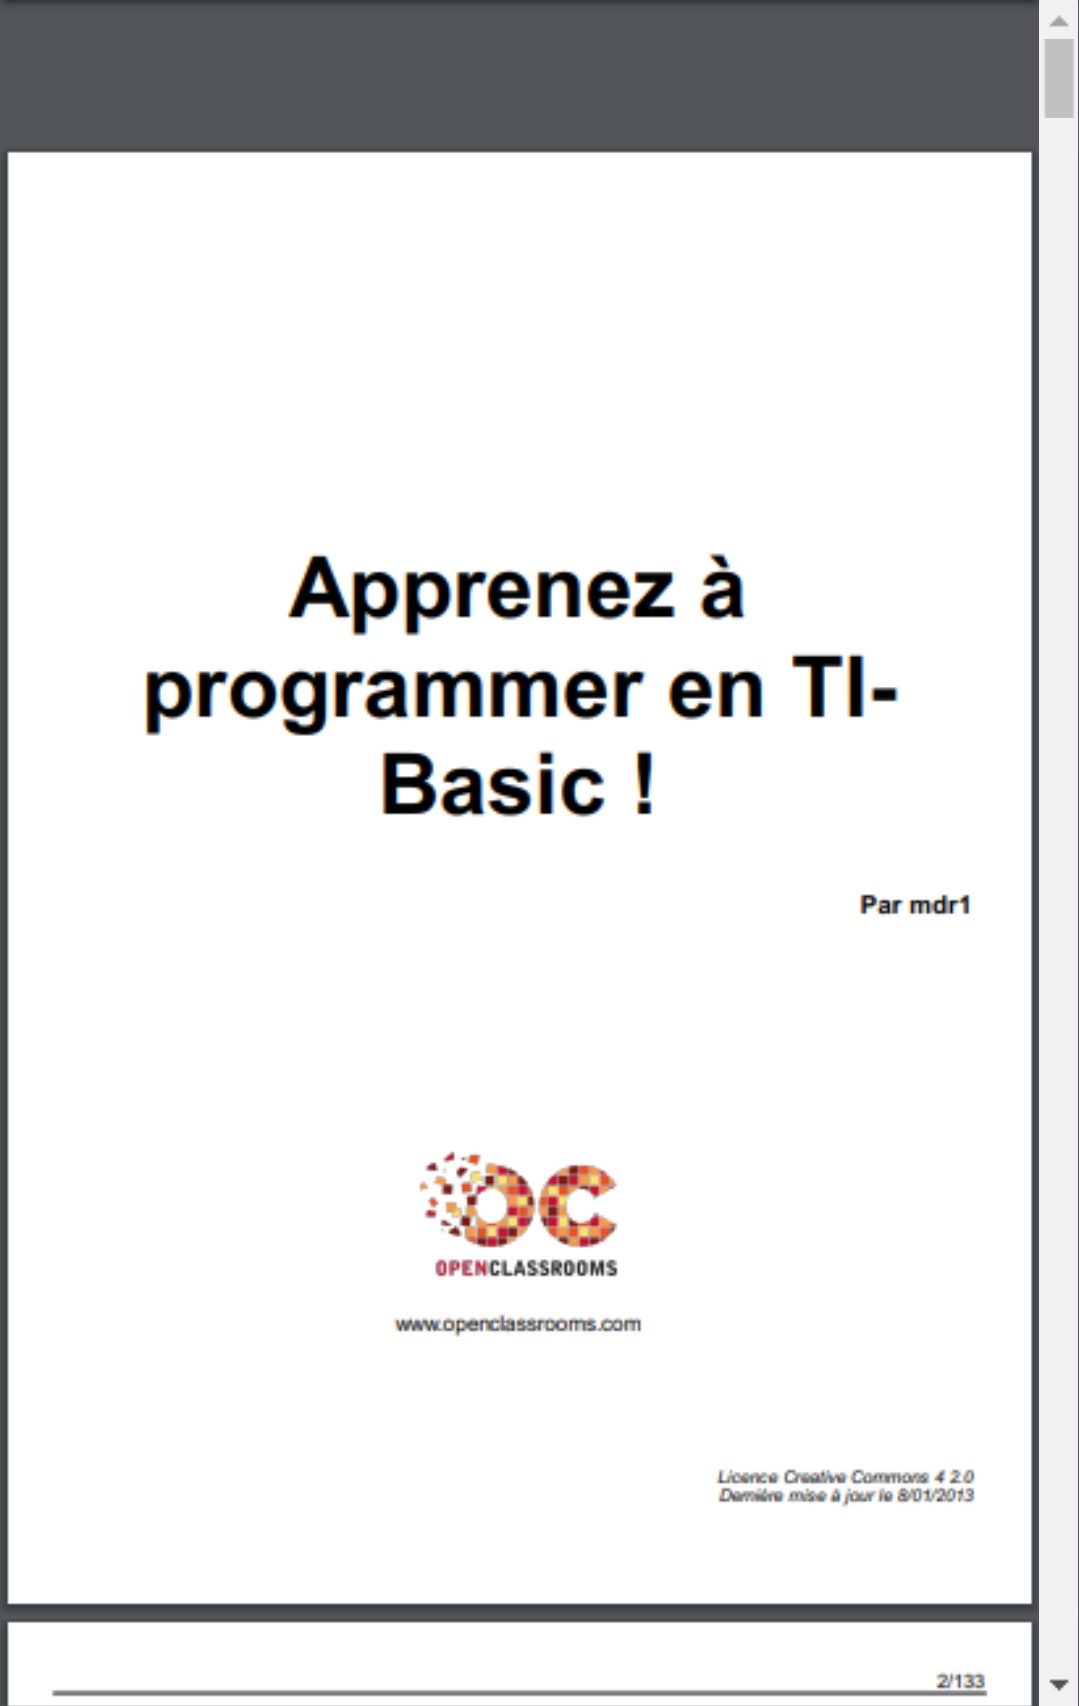 Apprenez à
programmer en TI-
Basic !
Par mdr1
OC
OPENCLASSROOMS
www.openclassrooms.com
Licence Creative Commons 4 2.0
Dernière mise à jour le 8/01/2013
2/133